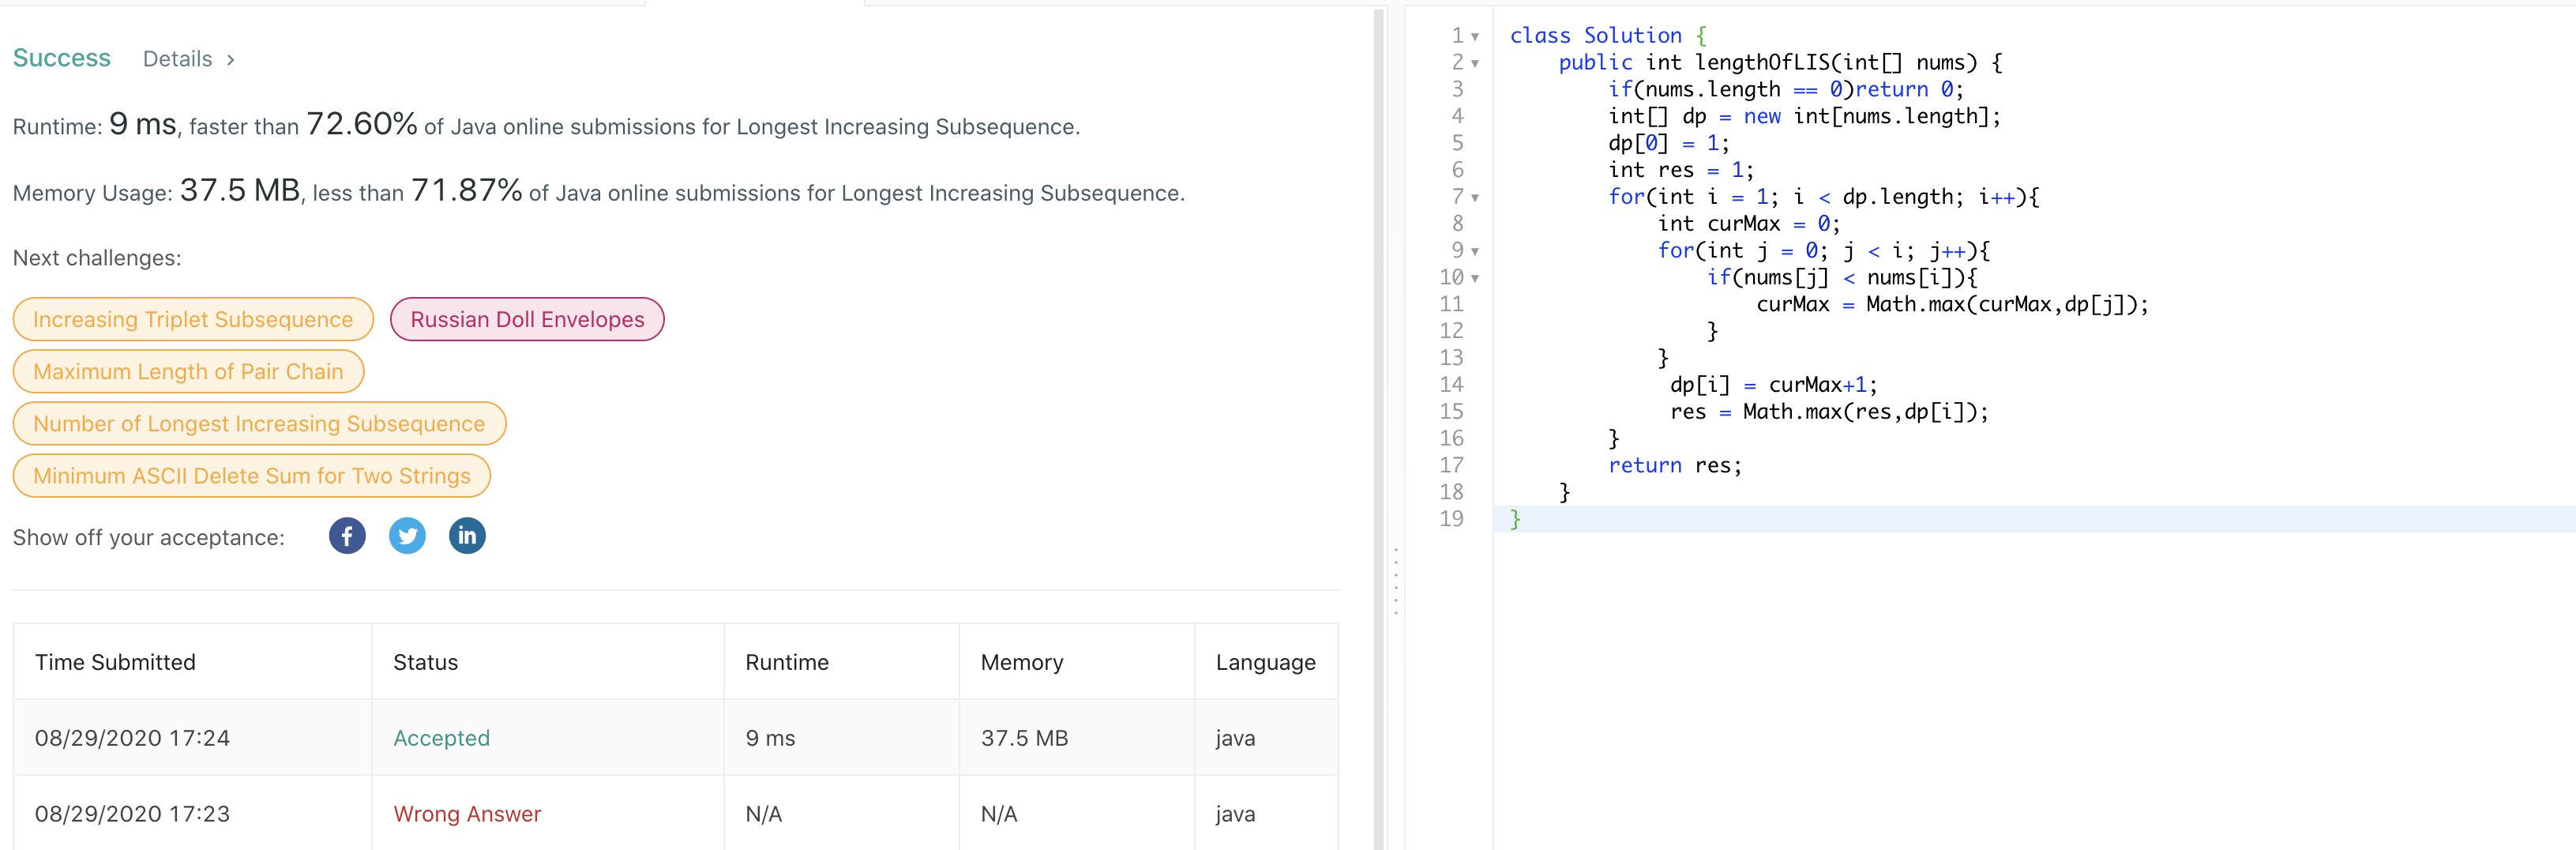 Success Details >
Runtime: 9 ms, faster than 72.60% of Java online submissions for Longest Increasing Subsequence.
Memory Usage: 37.5 MB, less than 71.87% of Java online submissions for Longest Increasing Subsequence.
Next challenges:
Increasing Triplet Subsequence Russian Doll Envelopes
Maximum Length of Pair Chain
Number of Longest Increasing Subsequence
Minimum ASCII Delete Sum for Two Strings
Show off your acceptance: f in
Time Submitted Status Runtime Memory Language
08/29/2020 17:24 Accepted 9 ms 37.5 MB java
08/29/2020 17:23 Wrong Answer N/A N/A java
1 class Solution {
2     public int lengthOfLIS(int[] nums) {
3         if(nums.length == 0)return 0;
4         int[] dp = new int[nums.length];
5         dp[0] = 1;
6         int res = 1;
7         for(int i = 1; i < dp.length; i++){
8             int curMax = 0;
9             for(int j = 0; j < i; j++){
10                 if(nums[j] < nums[i]){
11                     curMax = Math.max(curMax,dp[j]);
12                 }
13             }
14              dp[i] = curMax+1;
15              res = Math.max(res,dp[i]);
16         }
17         return res;
18     }
19 }